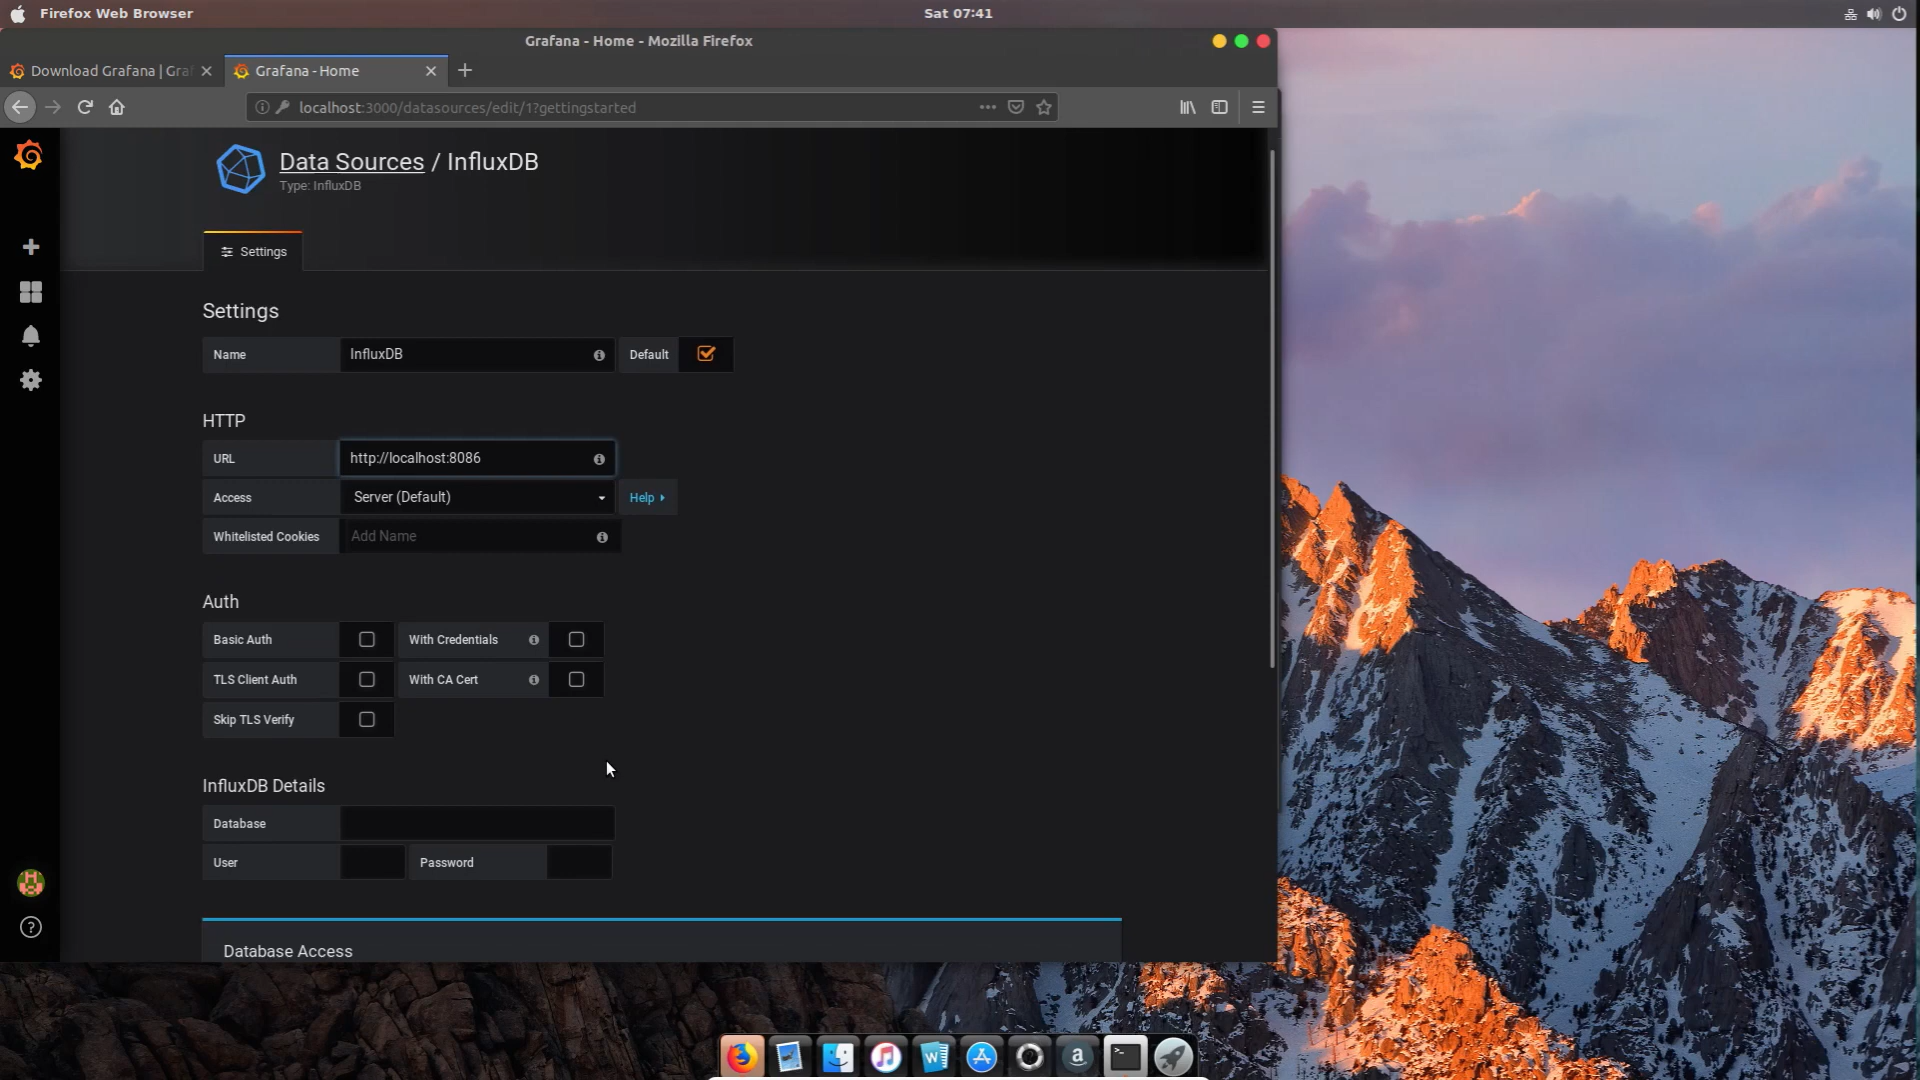 Firefox Web Browser
Sat 07:41
Grafana - Home - Mozilla Firefox
Download Grafana | Gra
Grafana - Home
localhost:3000/datasources/edit/1?gettingstarted
Data Sources / InfluxDB
Type: InfluxDB
Settings
Settings
Name InfluxDB Default
HTTP
URL http://localhost:8086
Access Server (Default) Help
Whitelisted Cookies Add Name
Auth
Basic Auth With Credentials
TLS Client Auth With CA Cert
Skip TLS Verify
InfluxDB Details
Database
User Password
Database Access